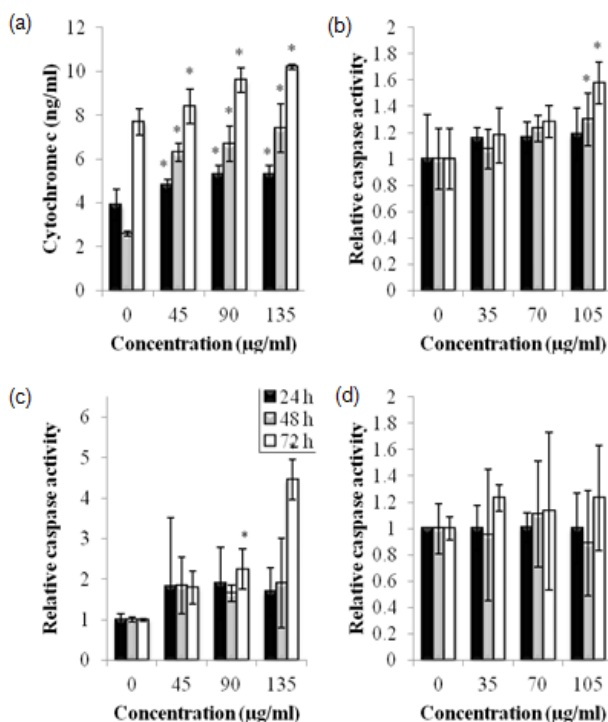 (a)
Cytochrome c (ng/ml)
12
10
8
6
4
2
0
* * * * * * * * *
0 45 90 135
Concentration (µg/ml)
(b)
Relative caspase activity
2
1.8
1.6
1.4
1.2
1
0.8
0.6
0.4
0.2
0
* *
0 35 70 105
Concentration (µg/ml)
(c)
Relative caspase activity
6
5
4
3
2
1
0
24 h
48 h
72 h
*
0 45 90 135
Concentration (µg/ml)
(d)
Relative caspase activity
2
1.8
1.6
1.4
1.2
1
0.8
0.6
0.4
0.2
0
0 35 70 105
Concentration (µg/ml)